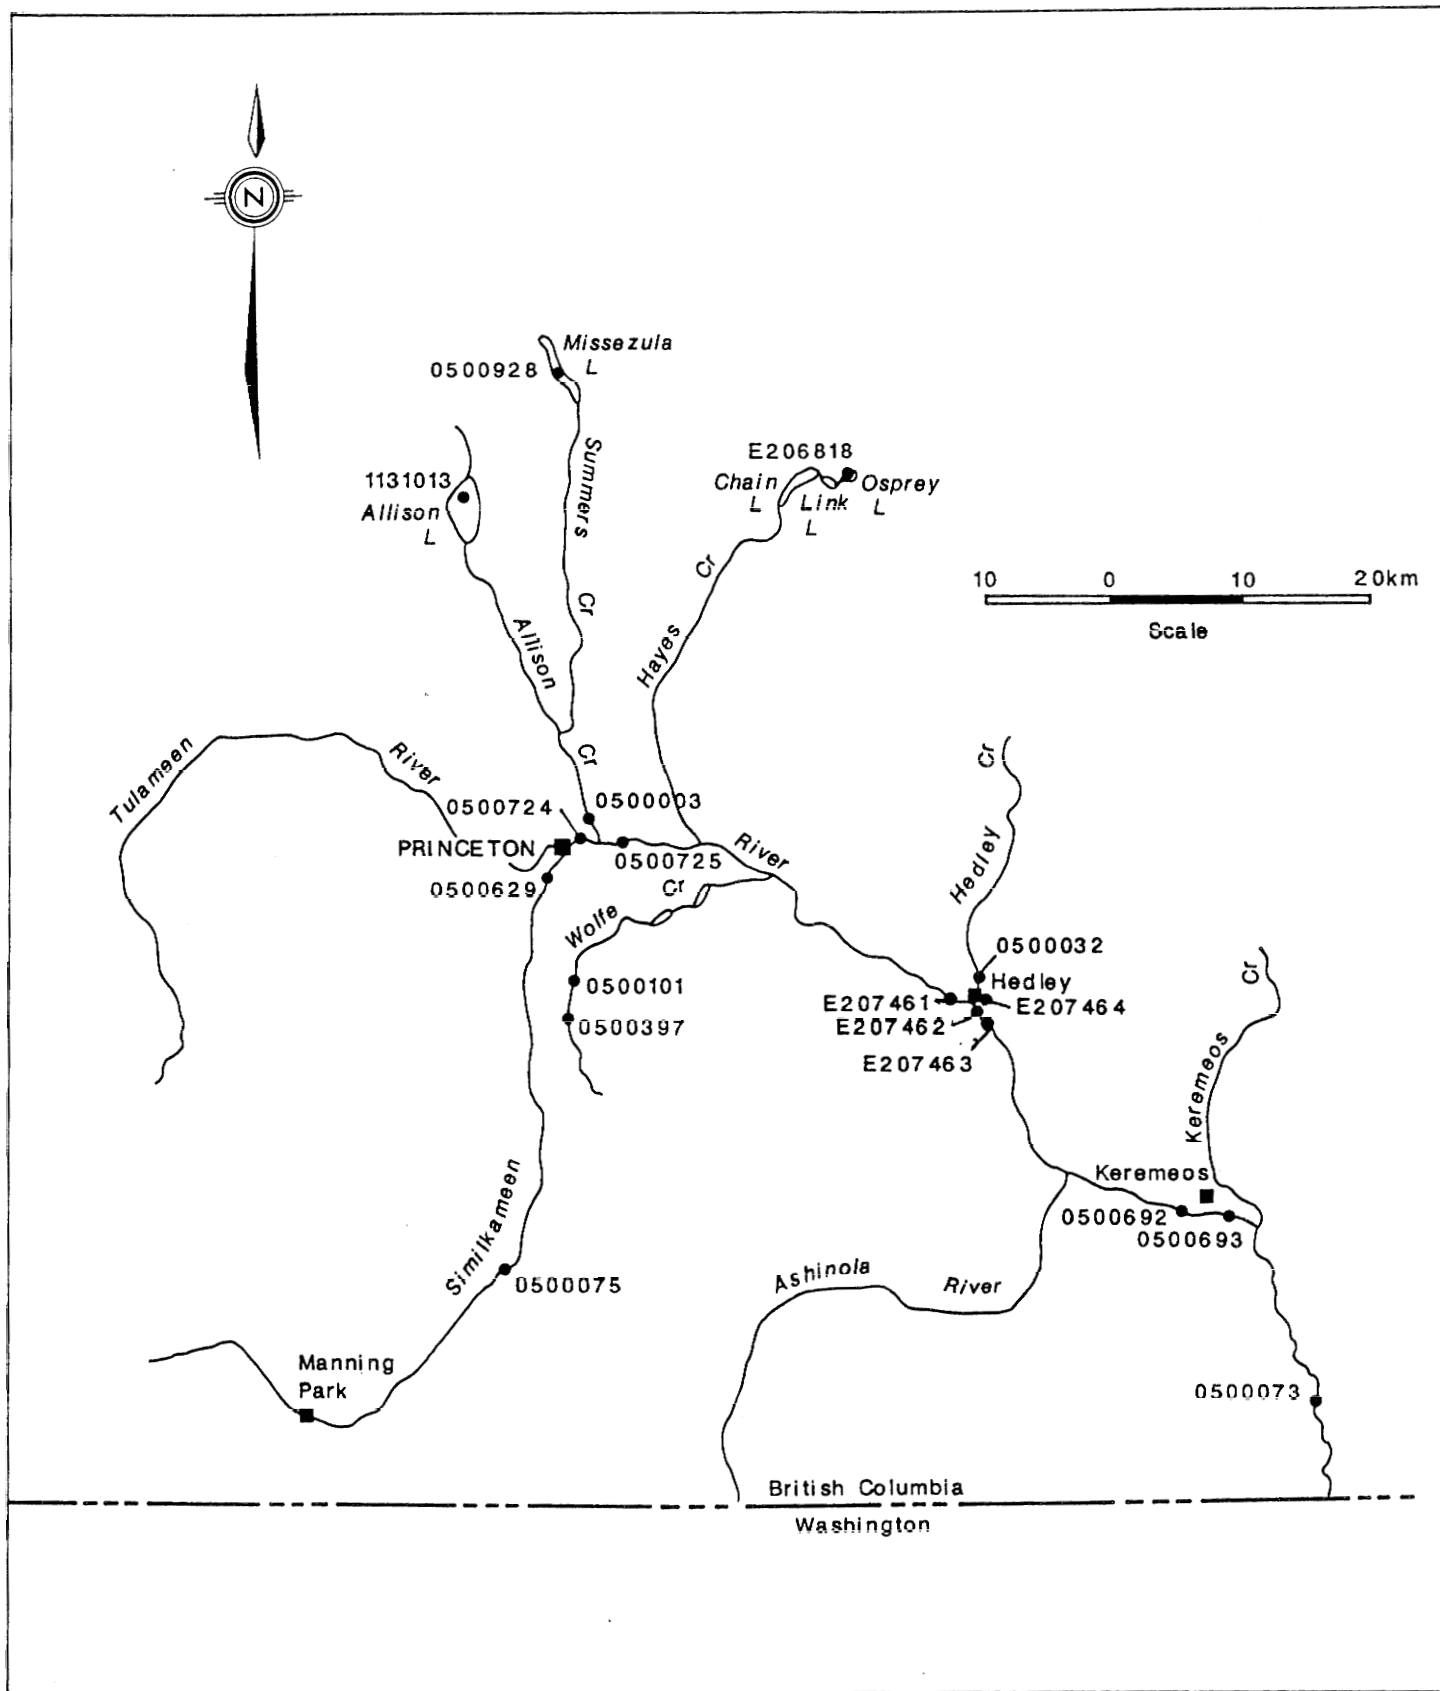 N
Missezula
L
0500928
Summers
Cr
E206818
1131013
Chain
L
Osprey
L
Link
L
Allison
L
10 0 10 20km
Scale
Cr
Hayes
Allison
Cr
Tulameen
River
Cr
Hedley
0500724
0500003
PRINCETON
0500725
River
0500629
Cr
Wolfe
0500032
Hedley
Cr
0500101
E207461
E207464
0500397
E207462
E207463
Keremeos
Keremeos
Similkameen
0500692
0500693
Ashinola
River
0500075
Manning
Park
0500073
British Columbia
Washington